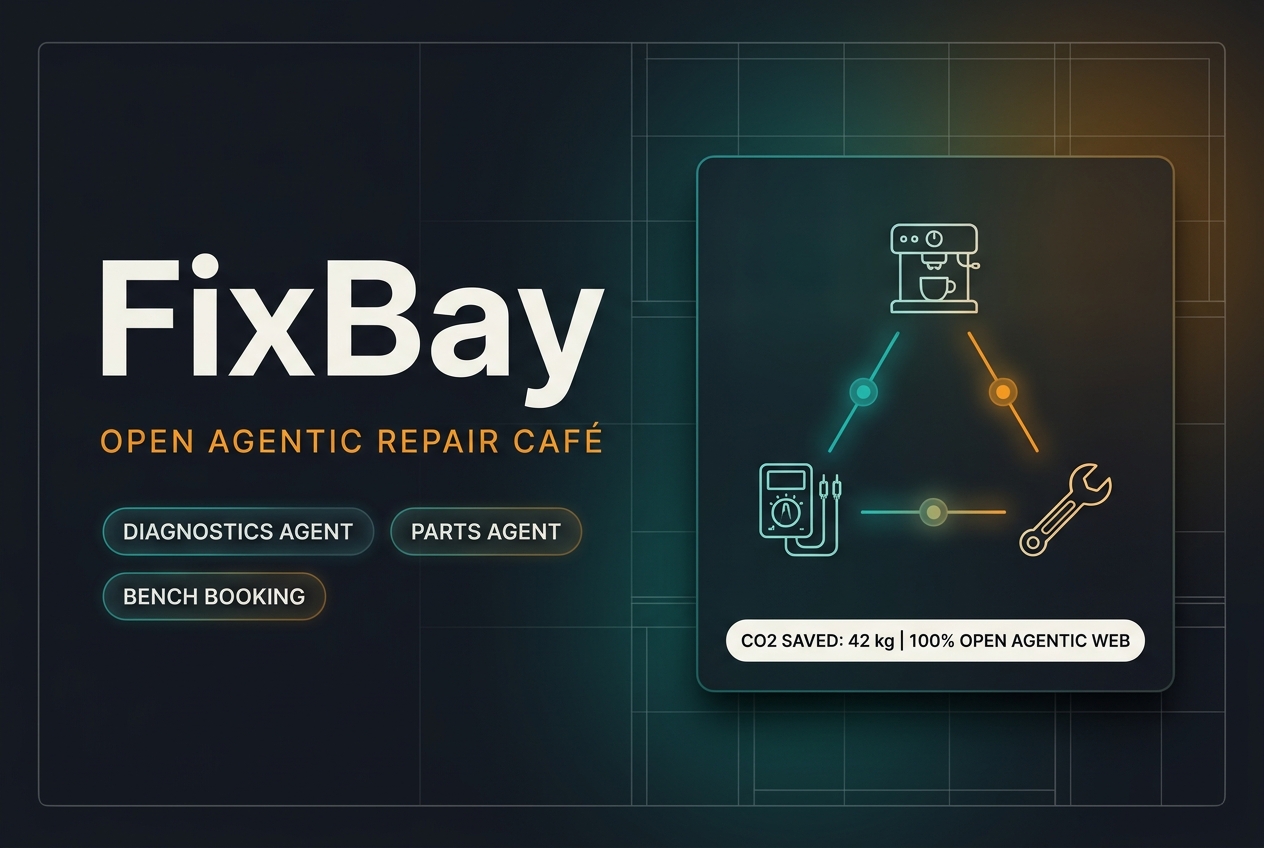 FixBay
OPEN AGENTIC REPAIR CAFÉ
DIAGNOSTICS AGENT
PARTS AGENT
BENCH BOOKING
CO2 SAVED: 42 kg | 100% OPEN AGENTIC WEB